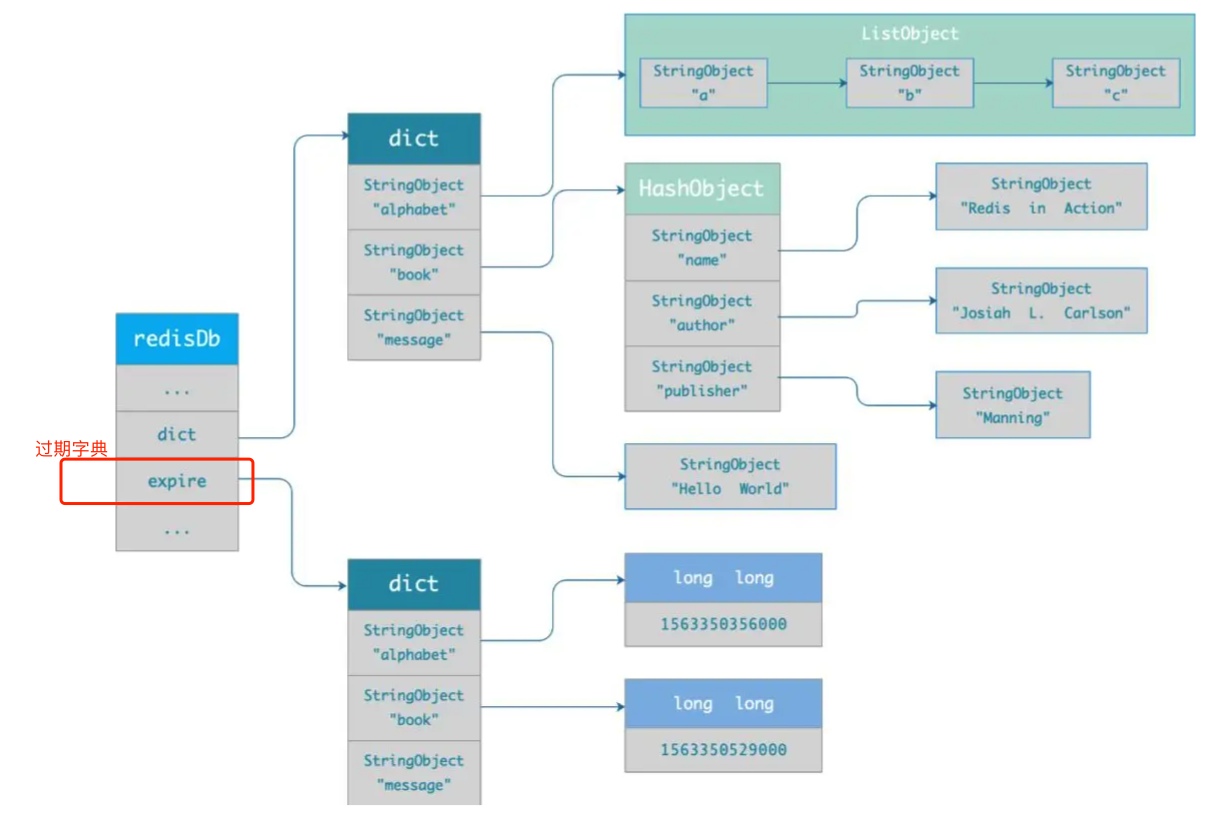 ListObject
StringObject
"a"
StringObject
"b"
StringObject
"c"
dict
StringObject
"alphabet"
StringObject
"book"
StringObject
"message"
HashObject
StringObject
"name"
StringObject
"author"
StringObject
"publisher"
StringObject
"Redis in Action"
StringObject
"Josiah L. Carlson"
StringObject
"Manning"
StringObject
"Hello World"
redisDb
...
dict
过期字典
expire
...
dict
StringObject
"alphabet"
StringObject
"book"
StringObject
"message"
long long
1563350356000
long long
1563350529000